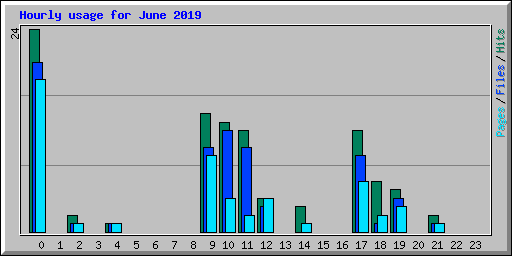 Hourly usage for June 2019
24
Pages/Files/Hits
0 1 2 3 4 5 6 7 8 9 10 11 12 13 14 15 16 17 18 19 20 21 22 23